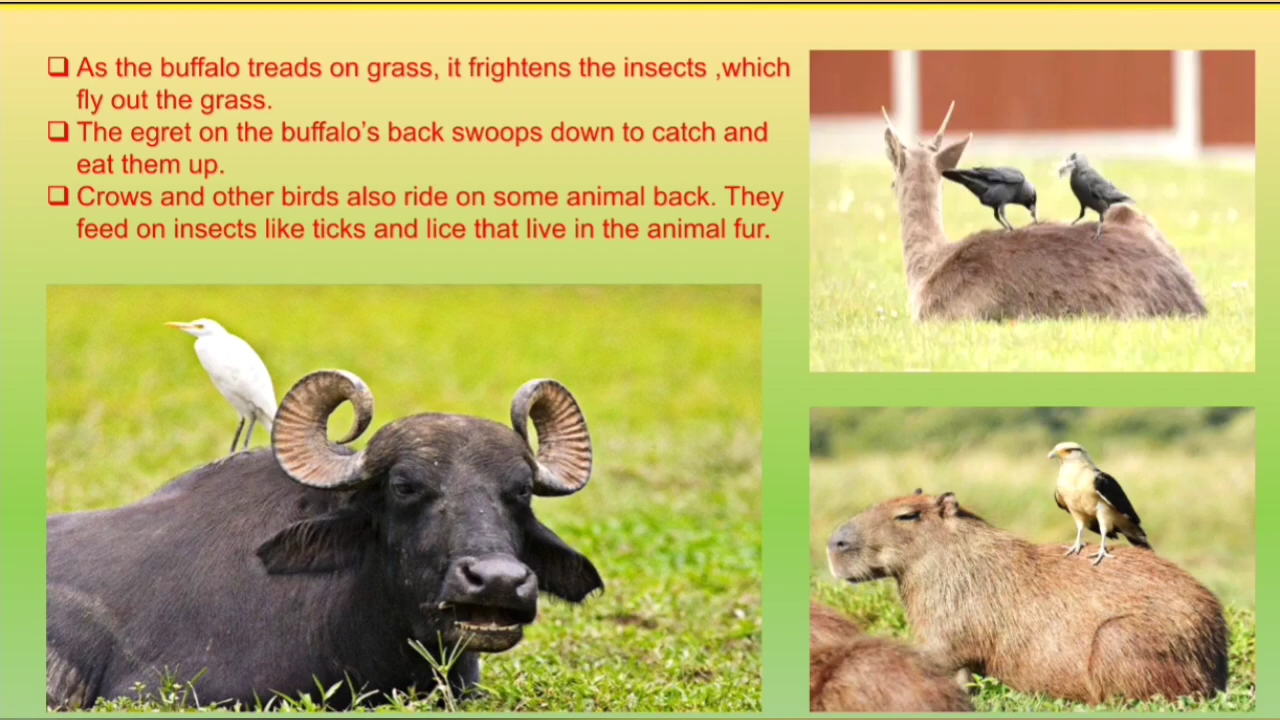 ❑ As the buffalo treads on grass, it frightens the insects ,which
fly out the grass.
❑ The egret on the buffalo’s back swoops down to catch and
eat them up.
❑ Crows and other birds also ride on some animal back. They
feed on insects like ticks and lice that live in the animal fur.